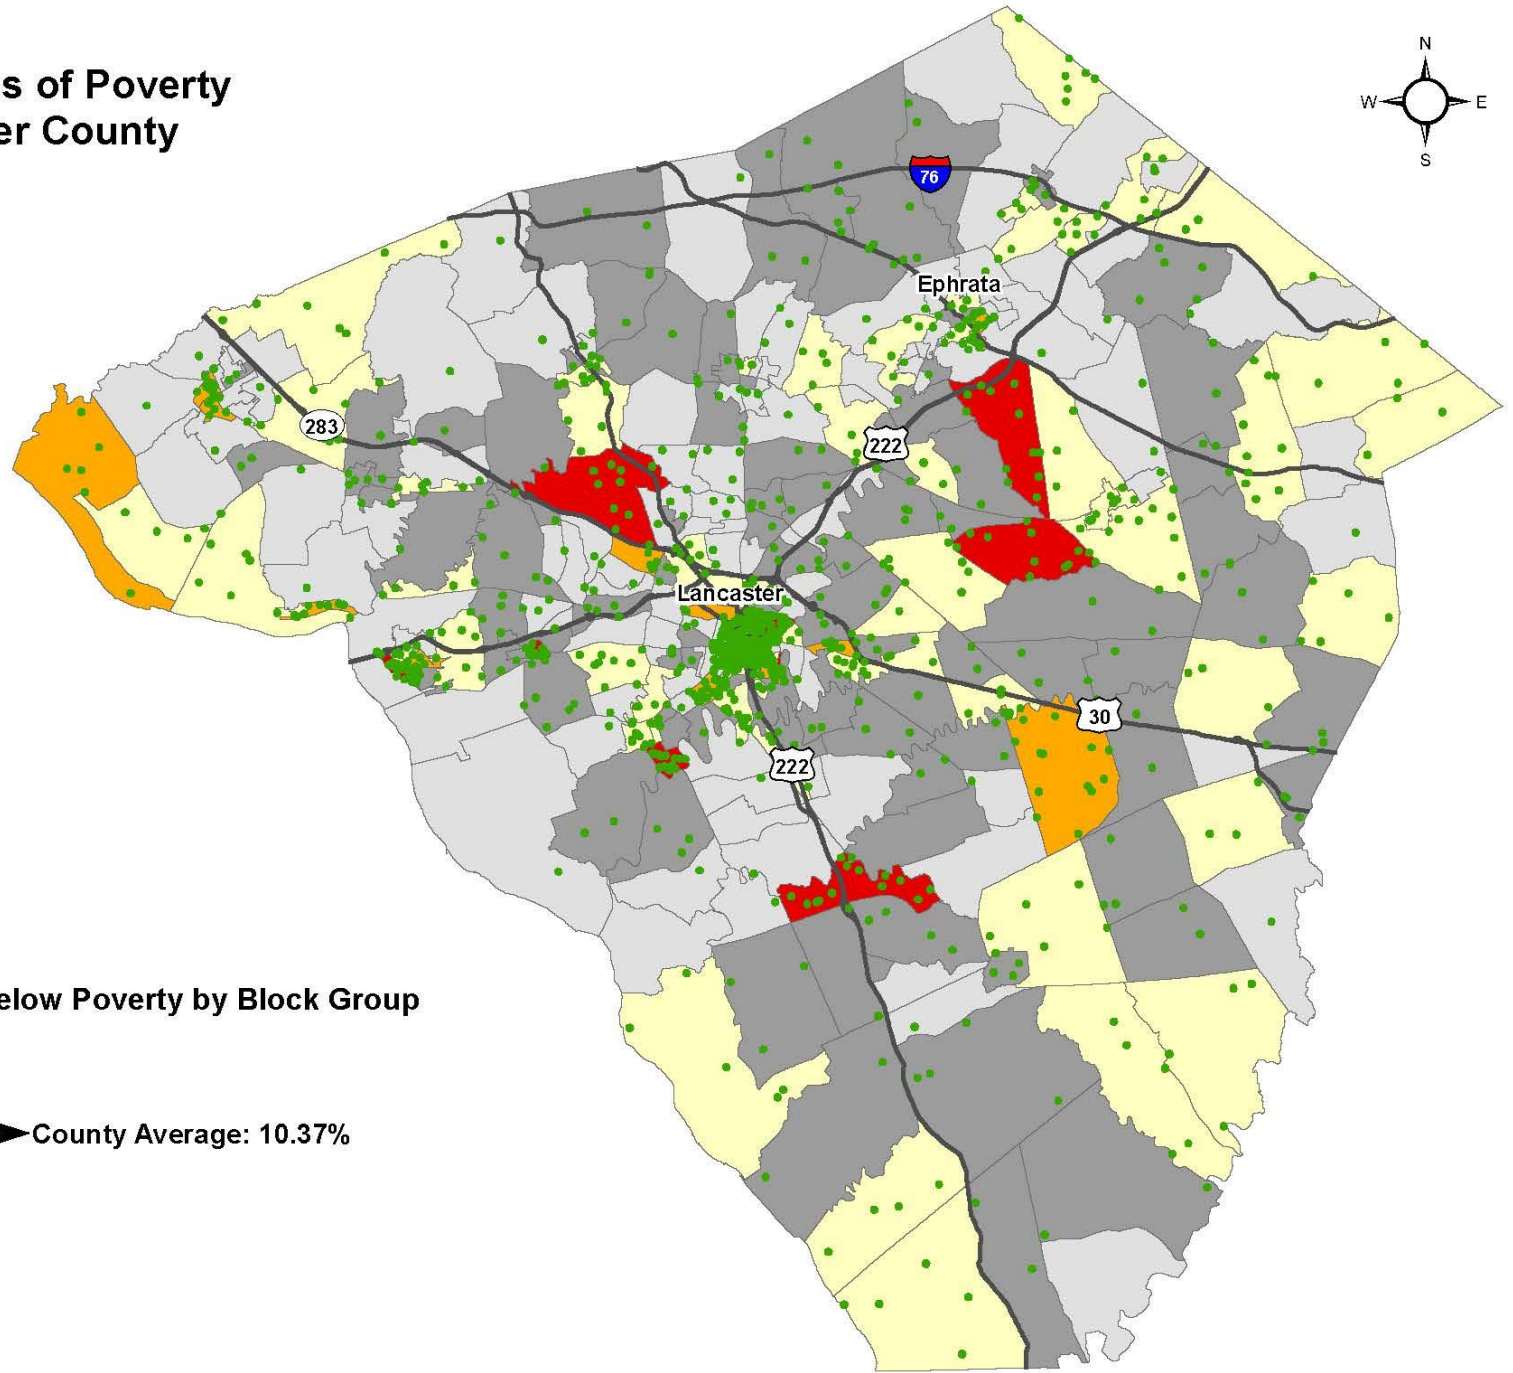 s of Poverty
er County
N
W E
S
76
Ephrata
283
222
Lancaster
30
222
elow Poverty by Block Group
County Average: 10.37%